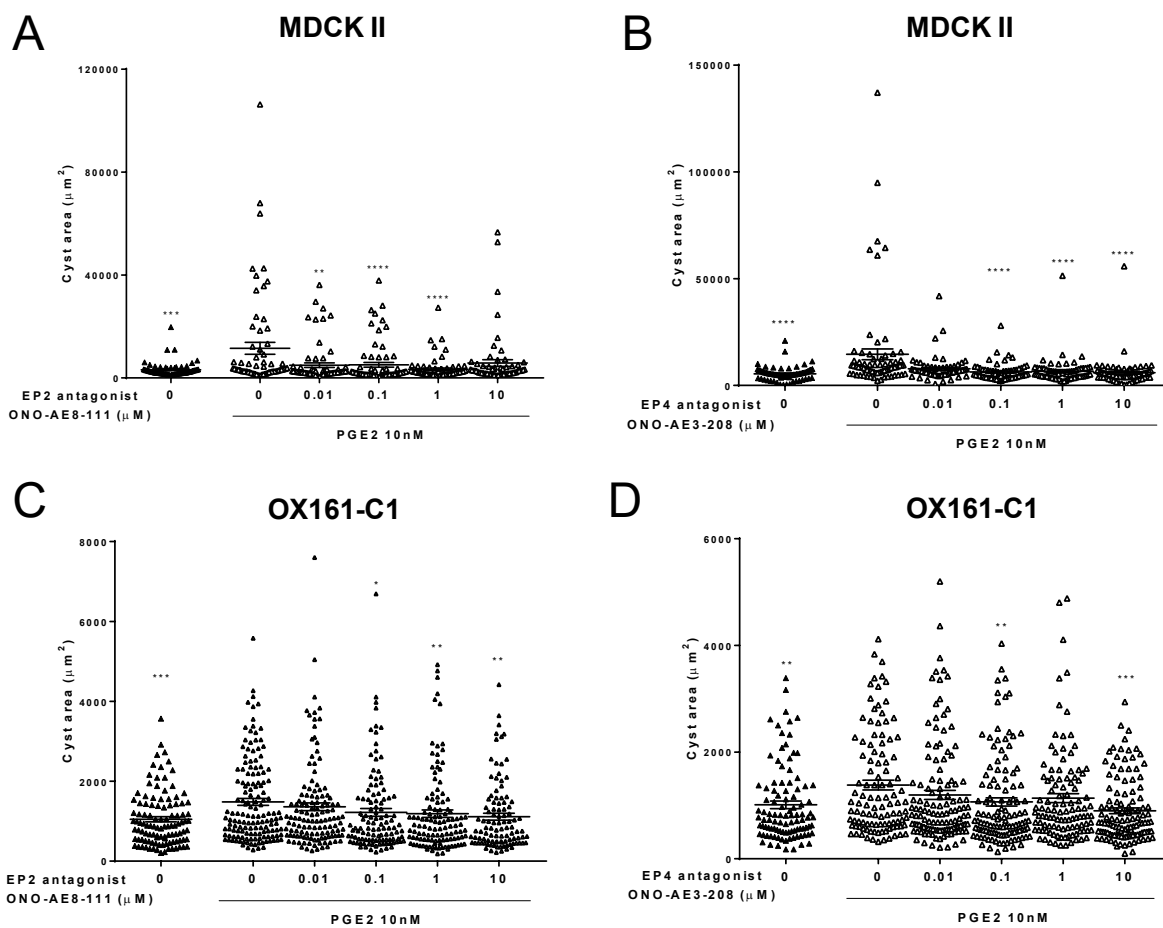 A
MDCK II
120000
80000
40000
0
Cyst area (μm²)
***
**
****
****
EP2 antagonist 0 0 0.01 0.1 1 10
ONO-AE8-111 (μM)
PGE2 10nM
B
MDCK II
150000
100000
50000
0
Cyst area (μm²)
****
****
****
****
EP4 antagonist 0 0 0.01 0.1 1 10
ONO-AE3-208 (μM)
PGE2 10nM
C
OX161-C1
8000
6000
4000
2000
0
Cyst area (μm²)
***
*
**
**
EP2 antagonist 0 0 0.01 0.1 1 10
ONO-AE8-111 (μM)
PGE2 10nM
D
OX161-C1
6000
4000
2000
0
Cyst area (μm²)
**
**
***
EP4 antagonist 0 0 0.01 0.1 1 10
ONO-AE3-208 (μM)
PGE2 10nM